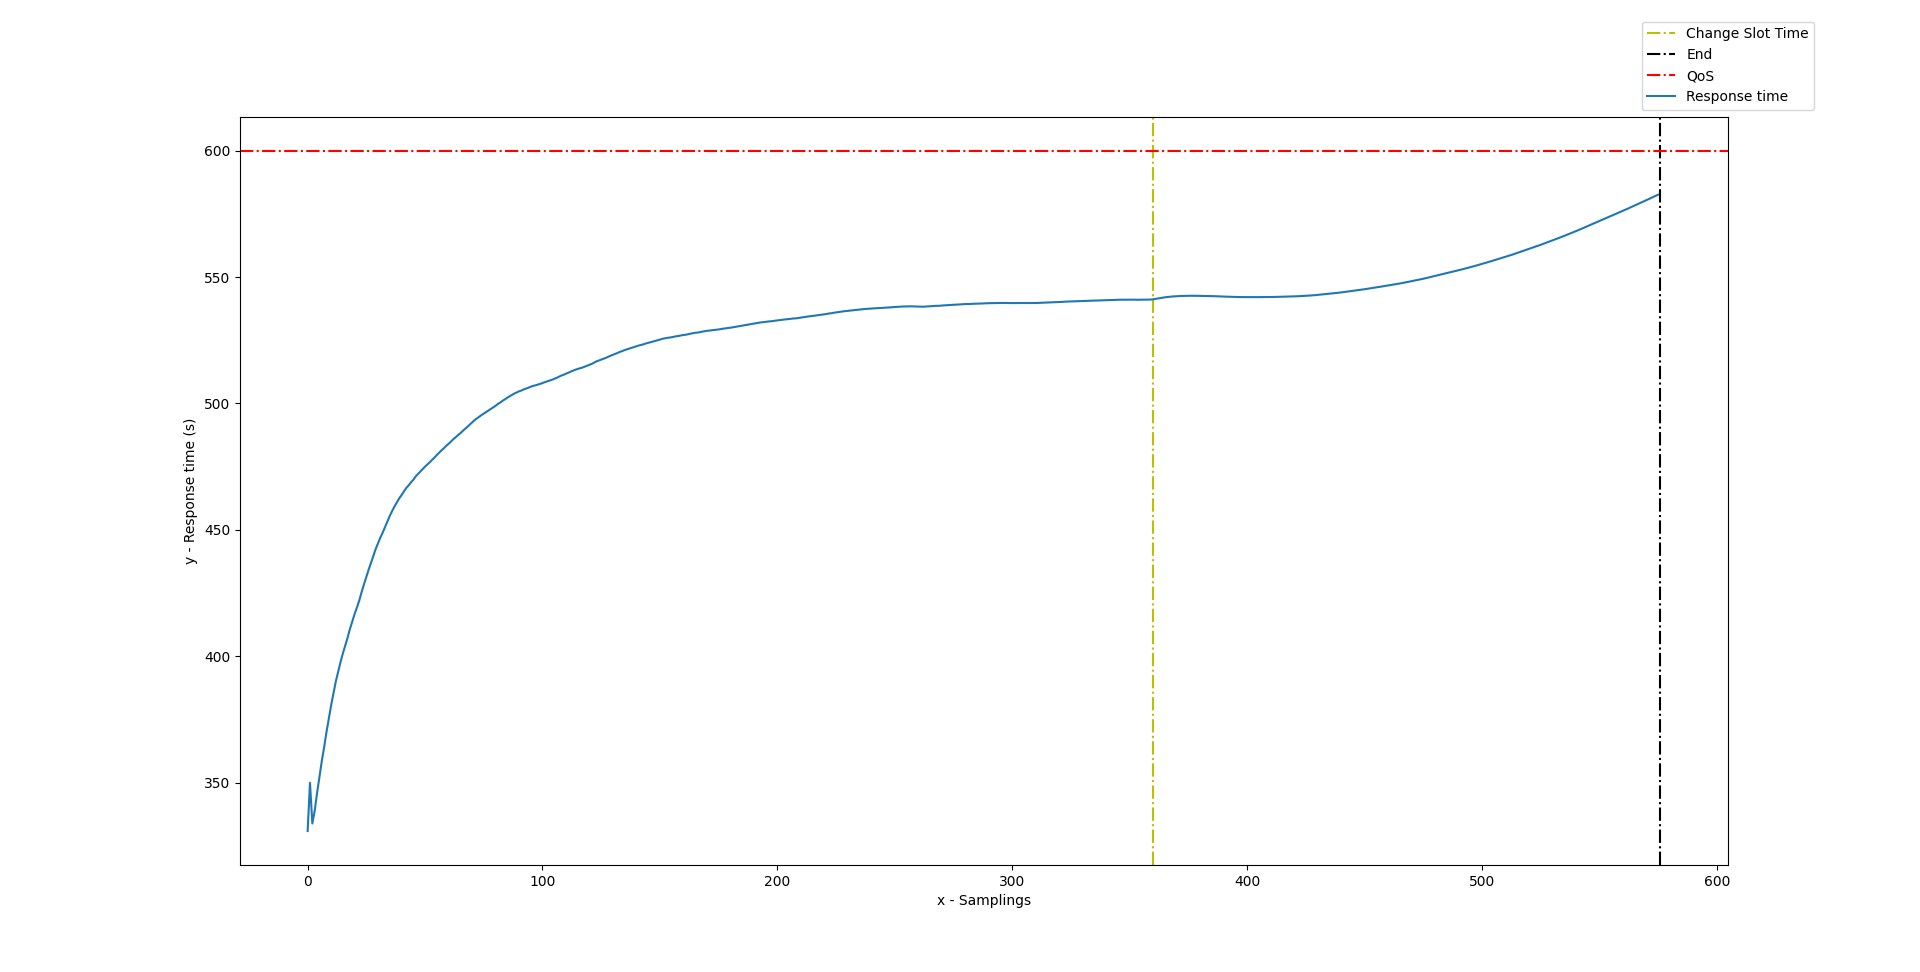 Change Slot Time
End
QoS
Response time
600
550
500
450
400
350
y - Response time (s)
0 100 200 300 400 500 600
x - Samplings